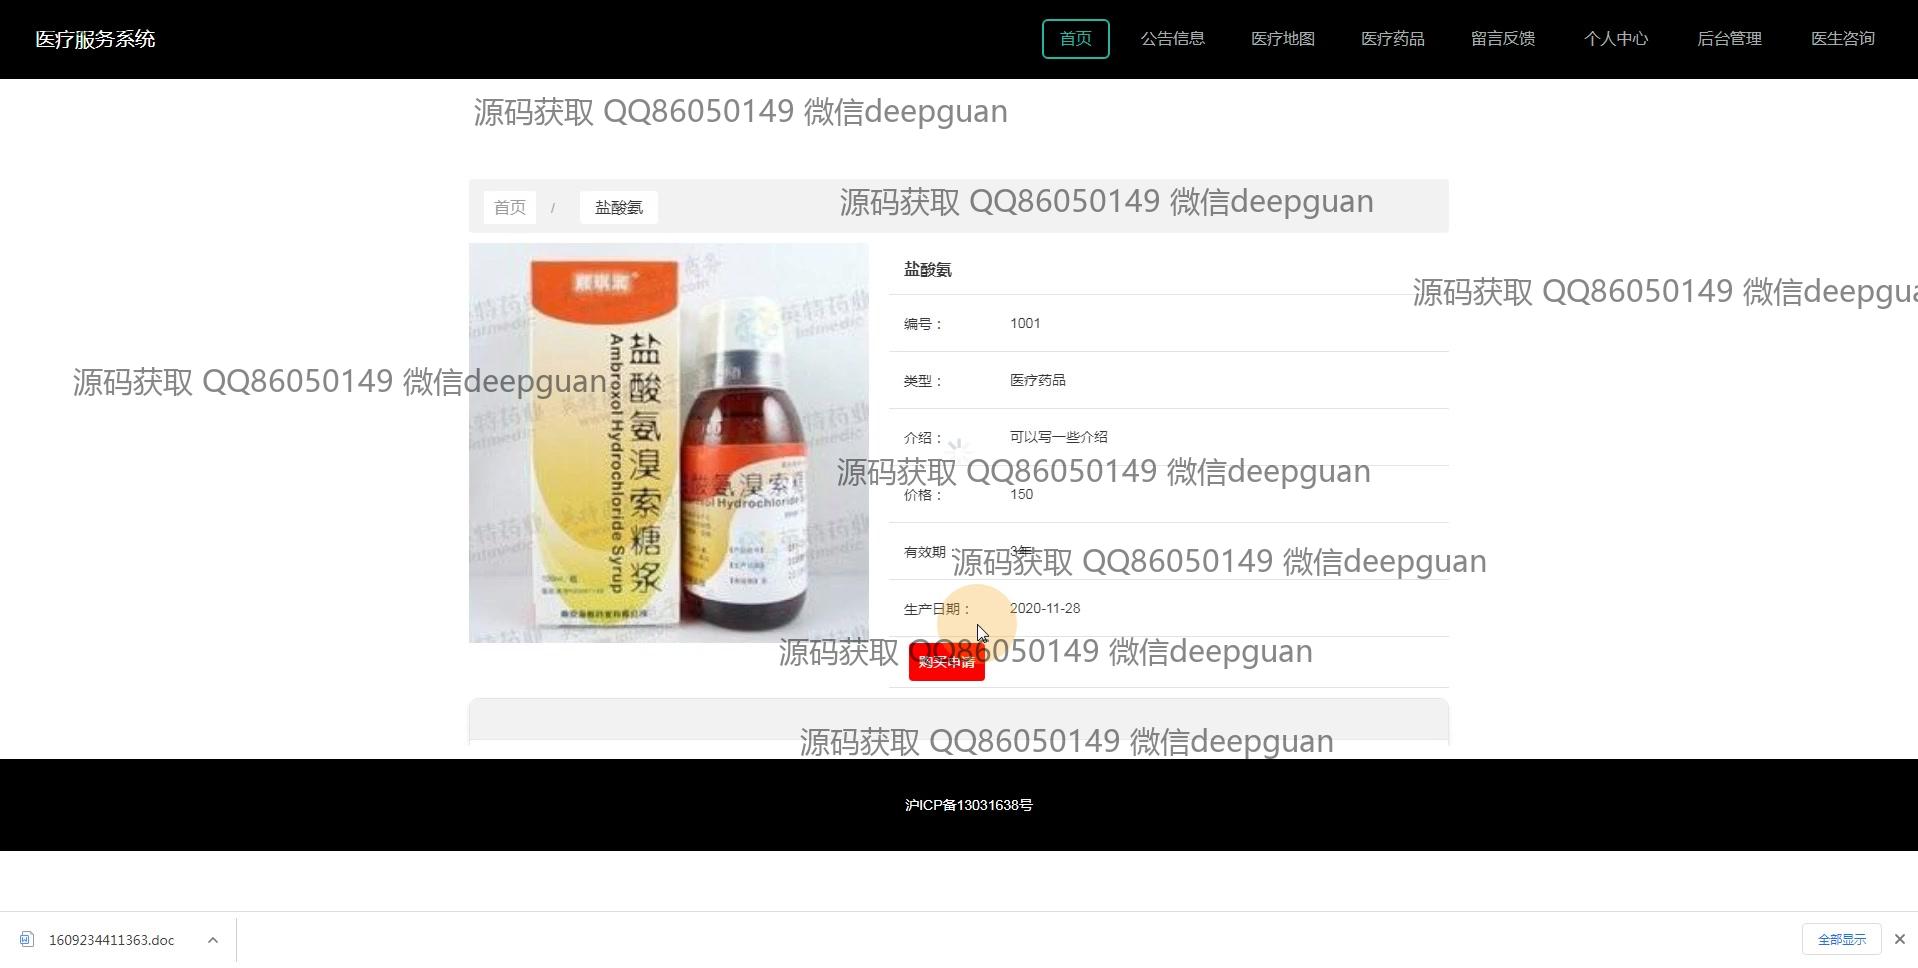 医疗服务系统
首页 公告信息 医疗地图 医疗药品 留言反馈 个人中心 后台管理 医生咨询
源码获取 QQ86050149 微信deepguan
首页 / 盐酸氨
源码获取 QQ86050149 微信deepguan
盐酸氨
源码获取 QQ86050149 微信deepgua
编号： 1001
类型： 医疗药品
源码获取 QQ86050149 微信deepguan
盐酸氨溴索糖浆
Ambroxol Hydrochloride Syrup
介绍： 可以写一些介绍
源码获取 QQ86050149 微信deepguan
价格： 150
有效期： 3年
源码获取 QQ86050149 微信deepguan
生产日期： 2020-11-28
源码获取 QQ86050149 微信deepguan
购买申请
源码获取 QQ86050149 微信deepguan
沪ICP备13031638号
1609234411363.doc
全部显示